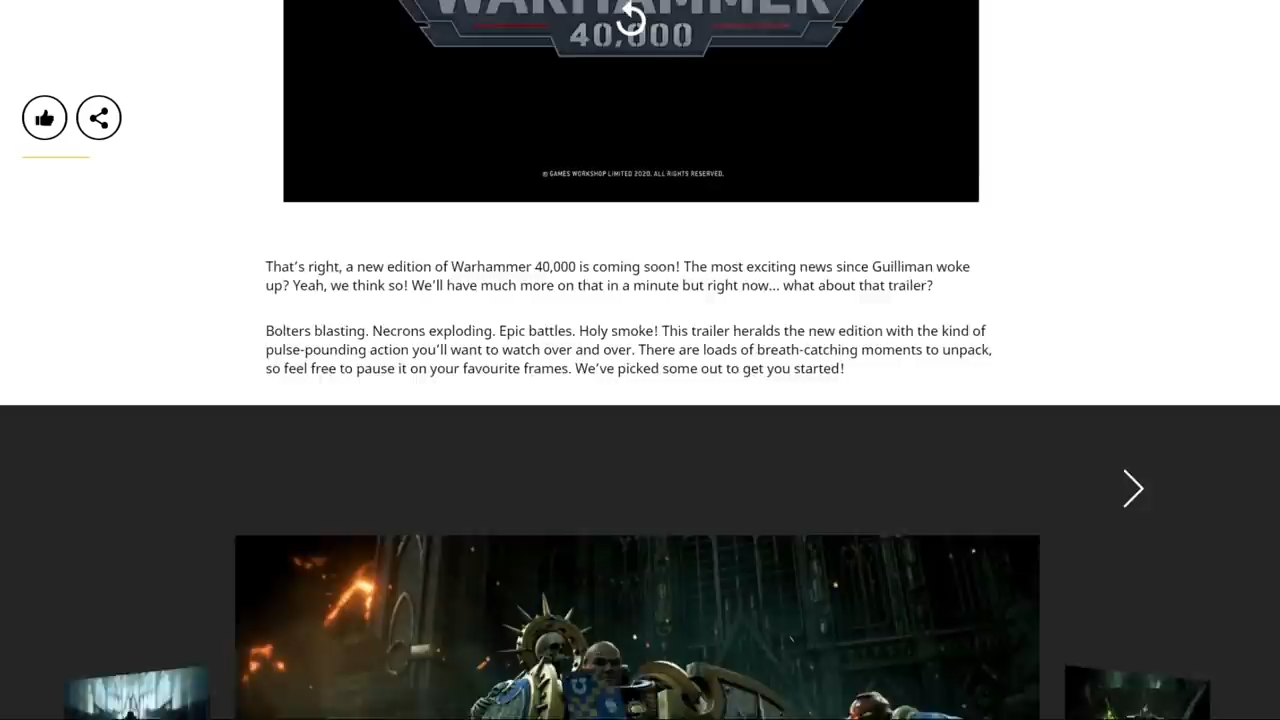 WARHAMMER
40,000
© GAMES WORKSHOP LIMITED 2020. ALL RIGHTS RESERVED.
That's right, a new edition of Warhammer 40,000 is coming soon! The most exciting news since Guilliman woke
up? Yeah, we think so! We'll have much more on that in a minute but right now... what about that trailer?
Bolters blasting. Necrons exploding. Epic battles. Holy smoke! This trailer heralds the new edition with the kind of
pulse-pounding action you'll want to watch over and over. There are loads of breath-catching moments to unpack,
so feel free to pause it on your favourite frames. We've picked some out to get you started!